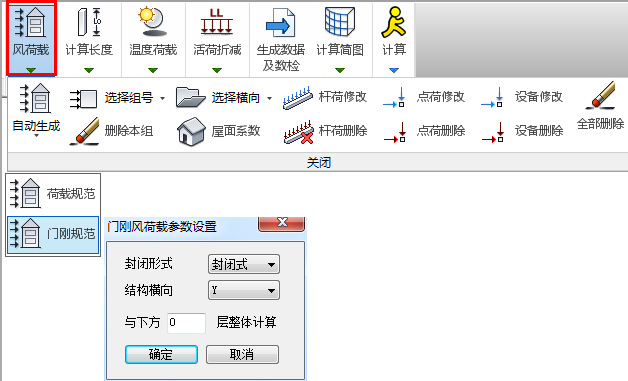 风荷载 计算长度 温度荷载 活荷折减 生成数据及数检 计算简图 计算
LL
自动生成 选择组号 选择横向 杆荷修改 点荷修改 设备修改 全部删除
删除本组 屋面系数 杆荷删除 点荷删除 设备删除
关闭
荷载规范
门刚规范
门刚风荷载参数设置
封闭形式 封闭式
结构横向 Y
与下方 0 层整体计算
确定 取消